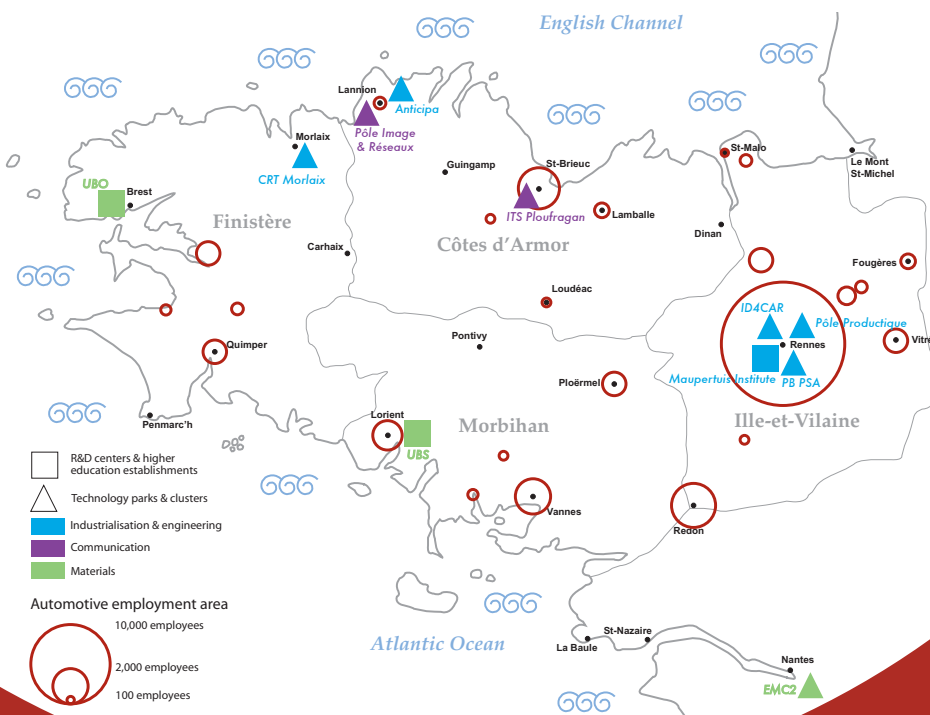 English Channel
Lannion
Anticipa
Pôle Image
& Réseaux
Morlaix
CRT Morlaix
St-Malo
Le Mont
St-Michel
Guingamp
St-Brieuc
UBO
Brest
ITS Ploufragan
Lamballe
Finistère
Côtes d’Armor
Dinan
Carhaix
Fougères
Loudéac
ID4CAR
Pôle Productique
Rennes
Vitré
Pontivy
Quimper
Maupertuis Institute
PB PSA
Ploërmel
Penmarc'h
Lorient
Morbihan
Ille-et-Vilaine
UBS
R&D centers & higher
education establishments
Technology parks & clusters
Industrialisation & engineering
Communication
Materials
Vannes
Redon
Automotive employment area
10,000 employees
2,000 employees
100 employees
Atlantic Ocean
St-Nazaire
La Baule
Nantes
EMC2